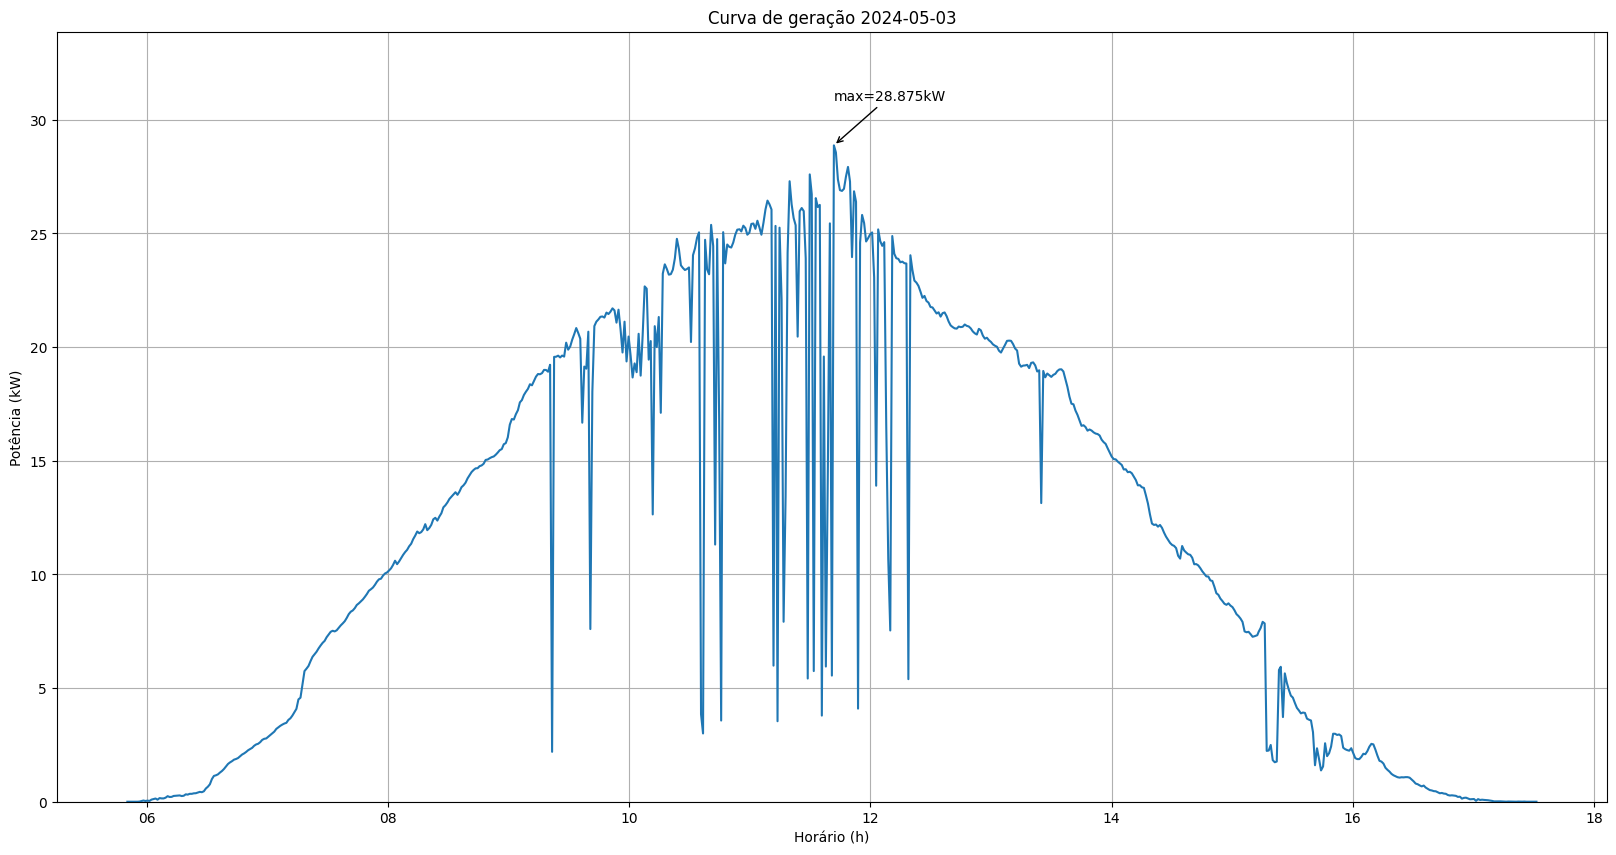 Curva de geração 2024-05-03
max=28.875kW
Potência (kW)
30
25
20
15
10
5
0
06 08 10 12 14 16 18
Horário (h)